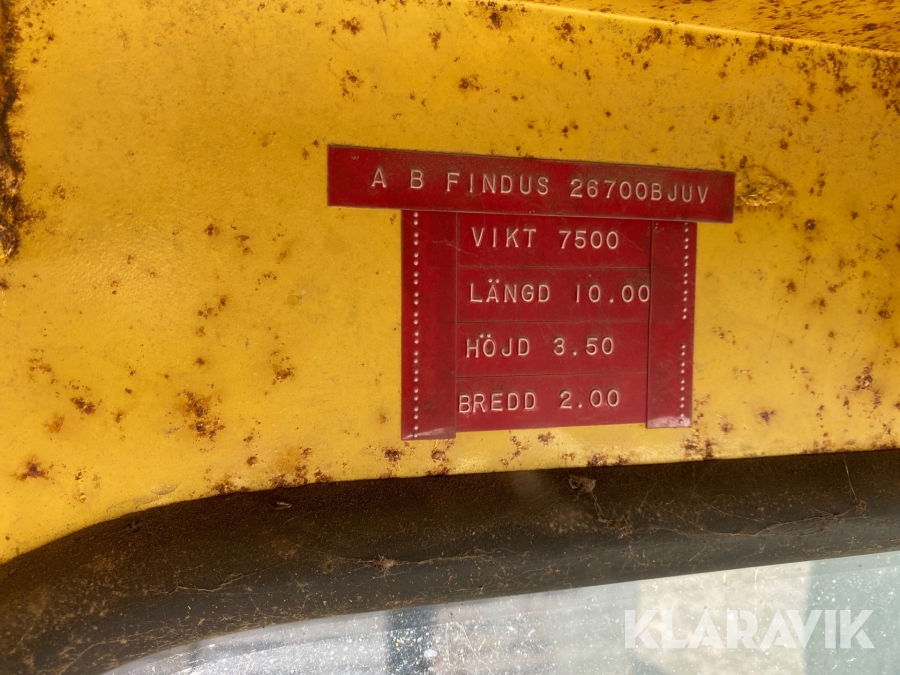 A B FINDUS 26700BJUV
VIKT 7500
LÄNGD 10.00
HÖJD 3.50
BREDD 2.00
KLARAVIK